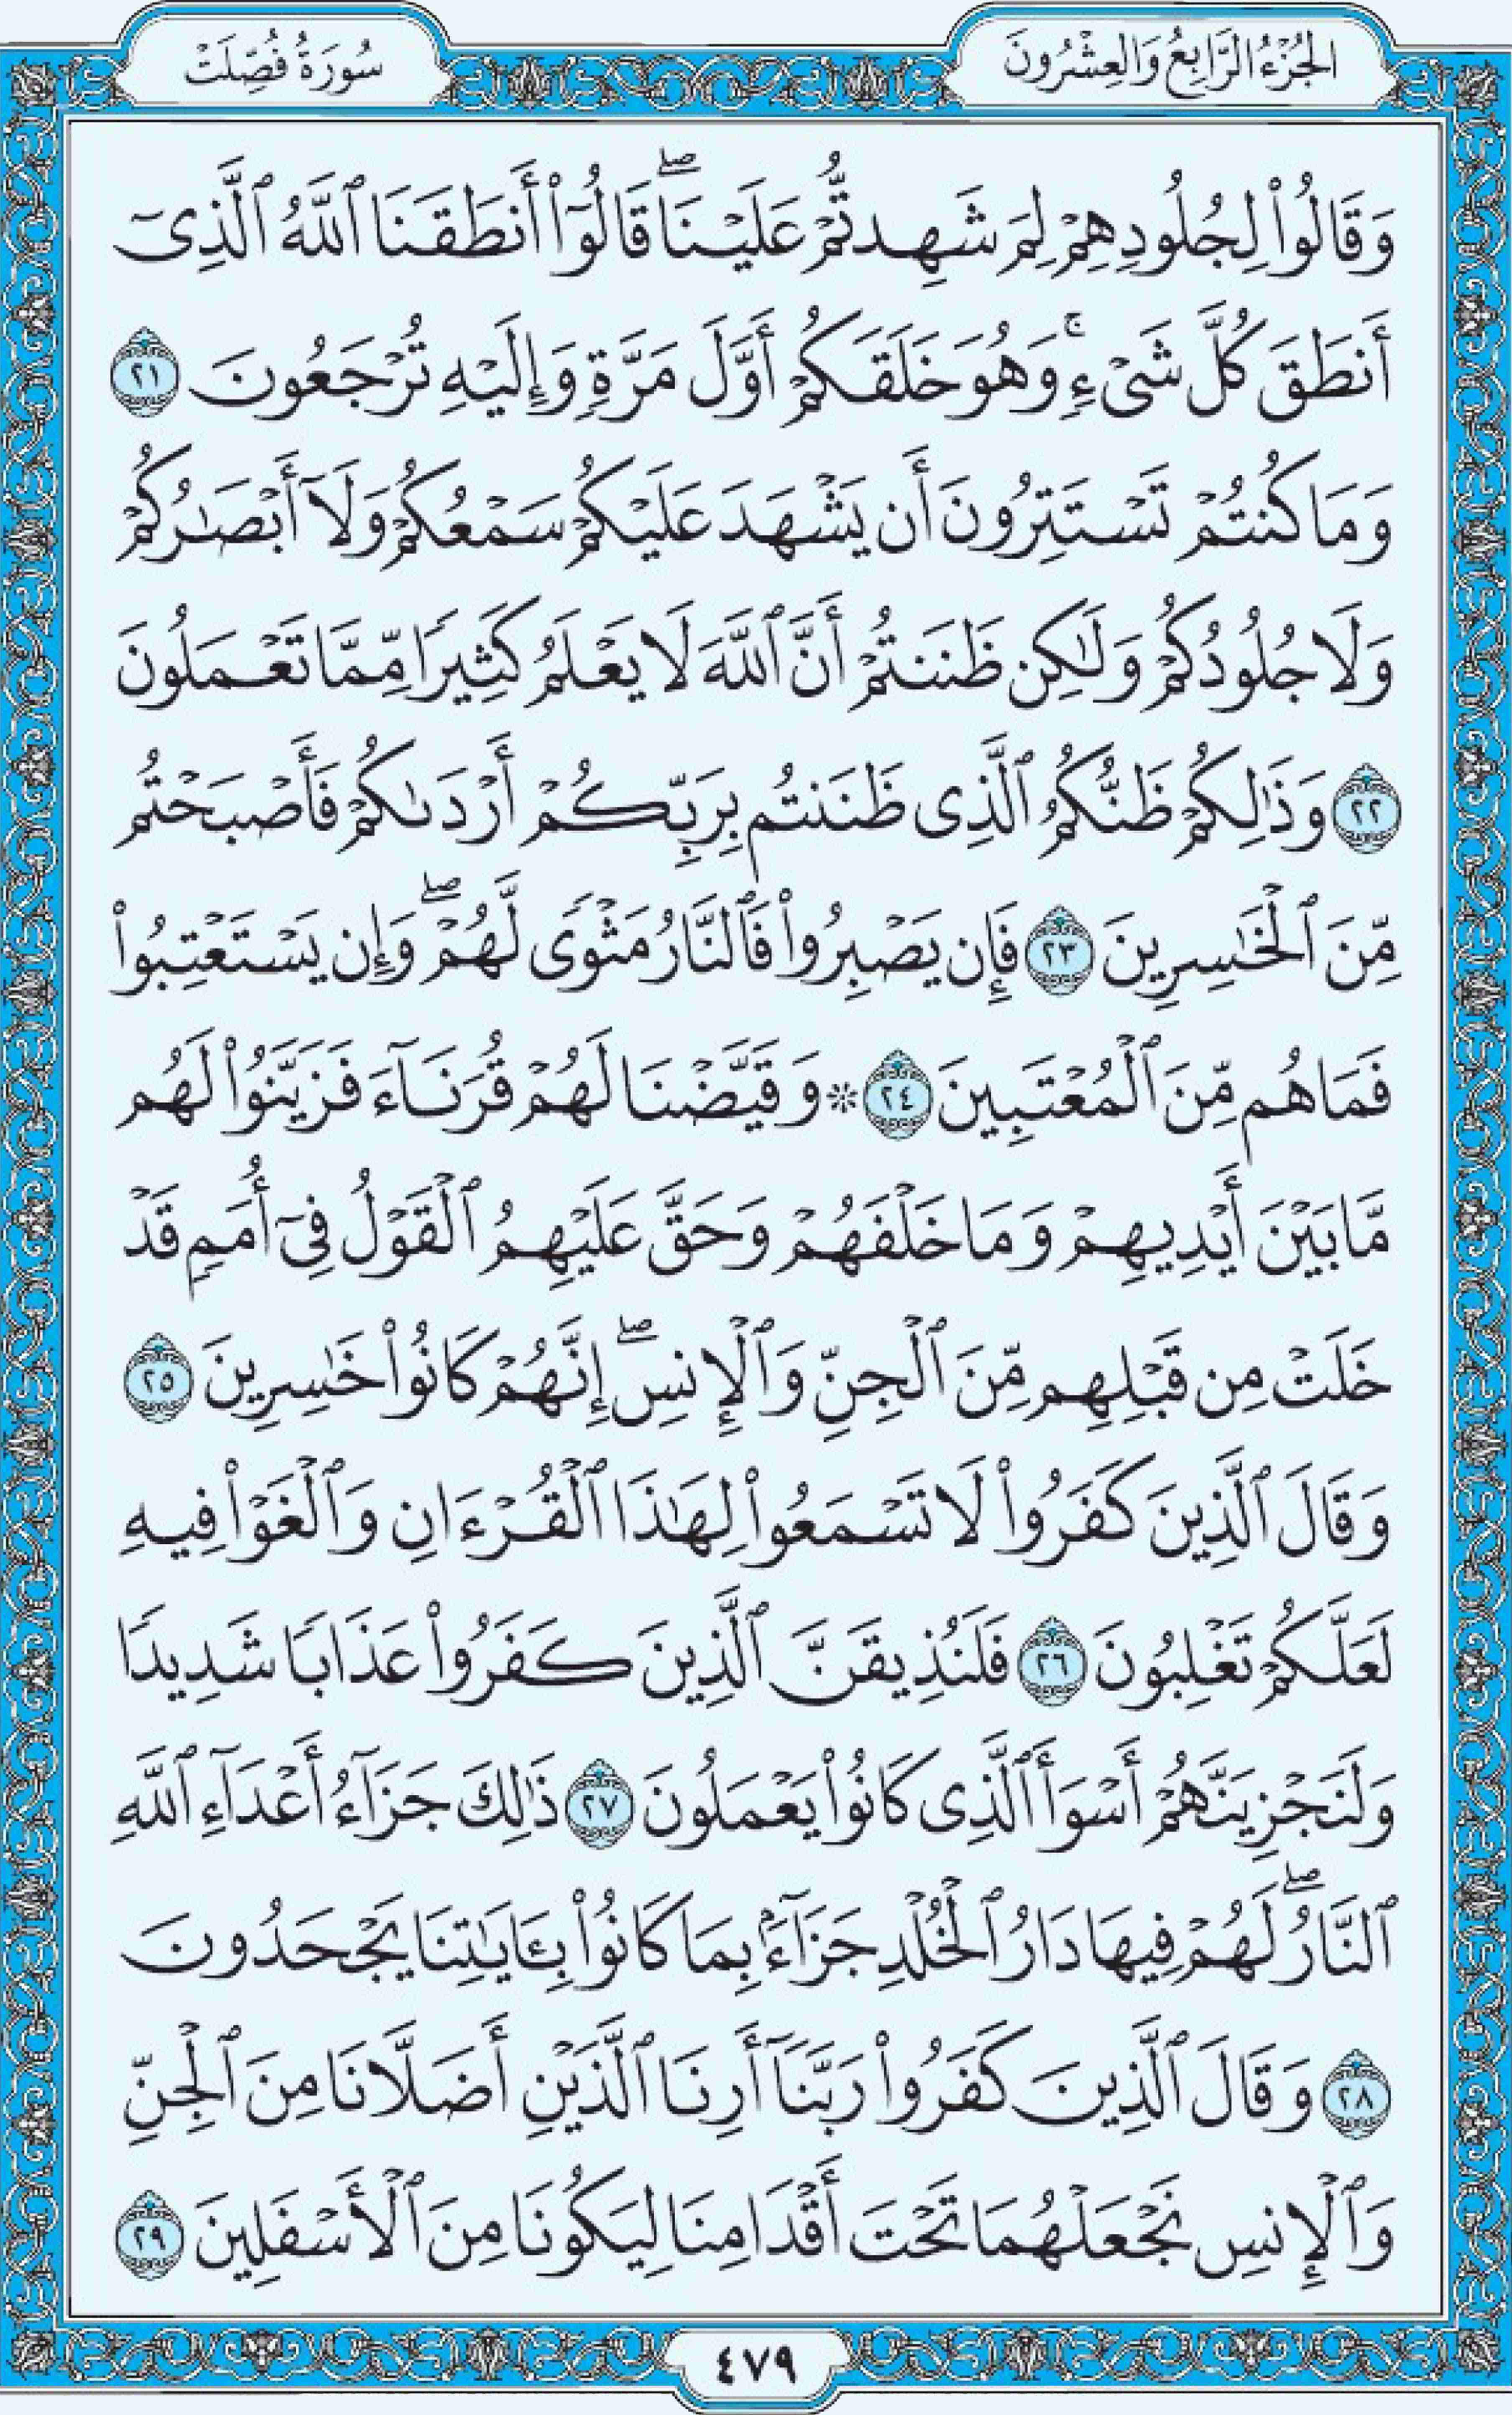 الجُزْءُ الرَّابِعُ وَالعِشْرُونَ
سُورَةُ فُصِّلَتْ
وَقَالُوا۟ لِجُلُودِهِمْ لِمَ شَهِدتُّمْ عَلَيْنَا ۖ قَالُوٓا۟ أَنطَقَنَا ٱللَّهُ ٱلَّذِىٓ
أَنطَقَ كُلَّ شَىْءٍۢ ۚ وَهُوَ خَلَقَكُمْ أَوَّلَ مَرَّةٍۢ وَإِلَيْهِ تُرْجَعُونَ ٢١
وَمَا كُنتُمْ تَسْتَتِرُونَ أَن يَشْهَدَ عَلَيْكُمْ سَمْعُكُمْ وَلَآ أَبْصَـٰرُكُمْ
وَلَا جُلُودُكُمْ وَلَـٰكِن ظَنَنتُمْ أَنَّ ٱللَّهَ لَا يَعْلَمُ كَثِيرًۭا مِّمَّا تَعْمَلُونَ
٢٢ وَذَٰلِكُمْ ظَنُّكُمُ ٱلَّذِى ظَنَنتُم بِرَبِّكُمْ أَرْدَىٰكُمْ فَأَصْبَحْتُم
مِّنَ ٱلْخَـٰسِرِينَ ٢٣ فَإِن يَصْبِرُوا۟ فَٱلنَّارُ مَثْوًۭى لَّهُمْ ۖ وَإِن يَسْتَعْتِبُوا۟
فَمَا هُم مِّنَ ٱلْمُعْتَبِينَ ٢٤ ۞ وَقَيَّضْنَا لَهُمْ قُرَنَآءَ فَزَيَّنُوا۟ لَهُم
مَّا بَيْنَ أَيْدِيهِمْ وَمَا خَلْفَهُمْ وَحَقَّ عَلَيْهِمُ ٱلْقَوْلُ فِىٓ أُمَمٍۢ قَدْ
خَلَتْ مِن قَبْلِهِم مِّنَ ٱلْجِنِّ وَٱلْإِنسِ ۖ إِنَّهُمْ كَانُوا۟ خَـٰسِرِينَ ٢٥
وَقَالَ ٱلَّذِينَ كَفَرُوا۟ لَا تَسْمَعُوا۟ لِهَـٰذَا ٱلْقُرْءَانِ وَٱلْغَوْا۟ فِيهِ
لَعَلَّكُمْ تَغْلِبُونَ ٢٦ فَلَنُذِيقَنَّ ٱلَّذِينَ كَفَرُوا۟ عَذَابًۭا شَدِيدًۭا
وَلَنَجْزِيَنَّهُمْ أَسْوَأَ ٱلَّذِى كَانُوا۟ يَعْمَلُونَ ٢٧ ذَٰلِكَ جَزَآءُ أَعْدَآءِ ٱللَّهِ
ٱلنَّارُ ۖ لَهُمْ فِيهَا دَارُ ٱلْخُلْدِ جَزَآءًۢ بِمَا كَانُوا۟ بِـَٔايَـٰتِنَا يَجْحَدُونَ
٢٨ وَقَالَ ٱلَّذِينَ كَفَرُوا۟ رَبَّنَآ أَرِنَا ٱلَّذَيْنِ أَضَلَّانَا مِنَ ٱلْجِنِّ
وَٱلْإِنسِ نَجْعَلْهُمَا تَحْتَ أَقْدَامِنَا لِيَكُونَا مِنَ ٱلْأَسْفَلِينَ ٢٩
٤٧٩